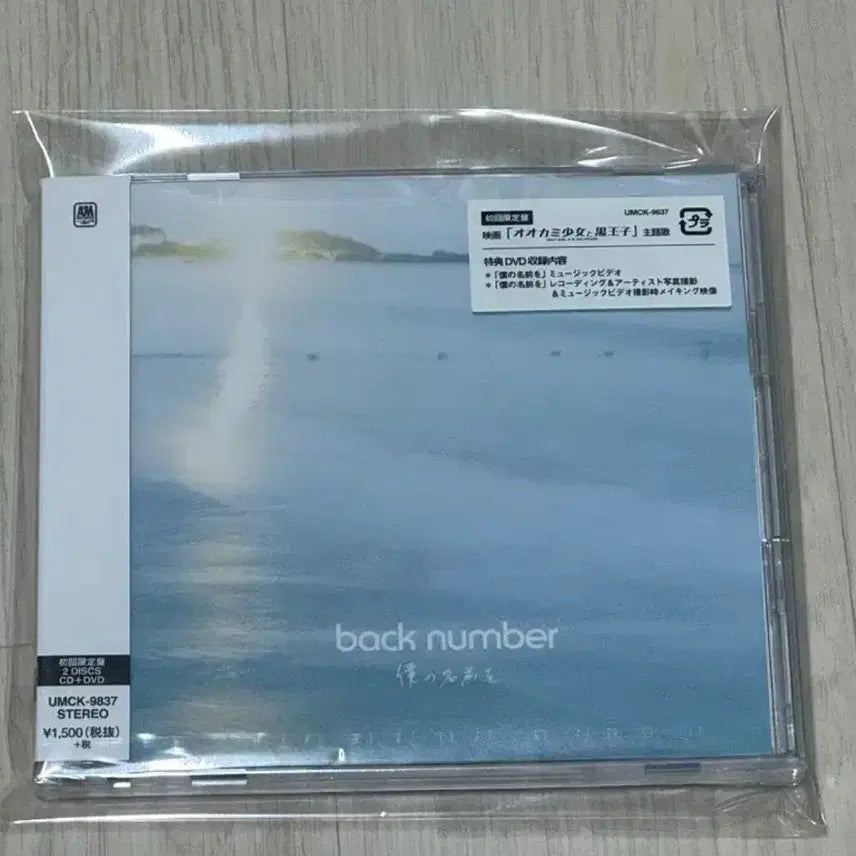 A&M
初回限定盤
UMCK-9837
映画「オオカミ少女と黒王子」主題歌
プラ
特典DVD収録内容
*「僕の名前を」ミュージックビデオ
*「僕の名前を」レコーディング&アーティスト写真撮影
&ミュージックビデオ撮影時メイキング映像
back number
僕の名前を
初回限定盤
2 DISCS
CD+DVD
UMCK-9837
STEREO
¥1,500(税抜)
+税